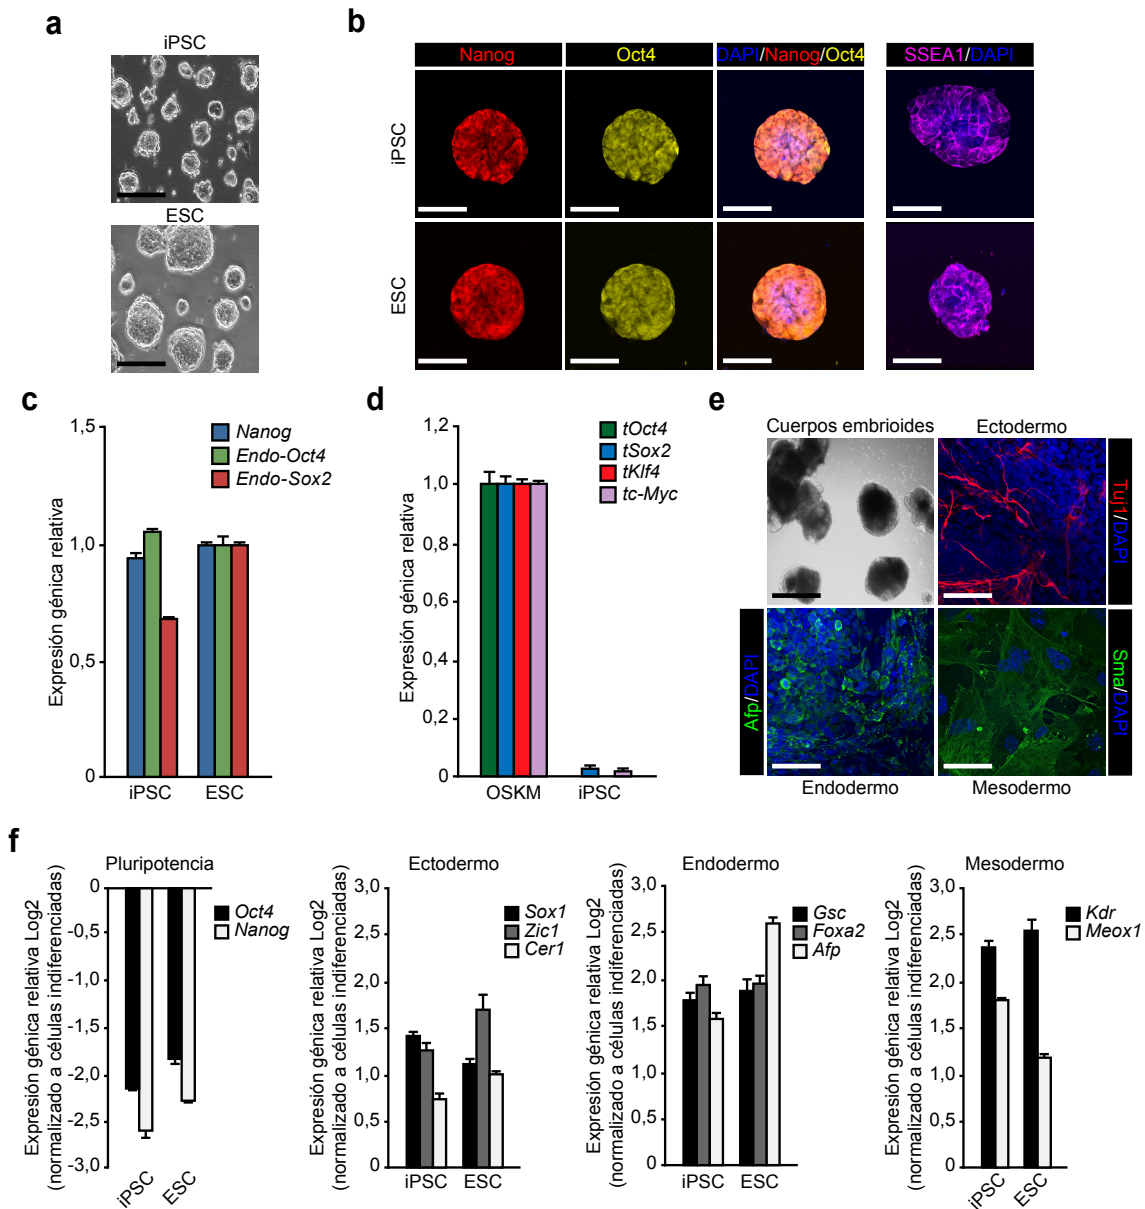 a
iPSC
ESC
b
Nanog
Oct4
DAPI/Nanog/Oct4
SSEA1/DAPI
iPSC
ESC
c
Expresión génica relativa
1,5
1,0
0,5
0
Nanog
Endo-Oct4
Endo-Sox2
iPSC
ESC
d
Expresión génica relativa
1,2
1,0
0,8
0,6
0,4
0,2
0
tOct4
tSox2
tKlf4
tc-Myc
OSKM
iPSC
e
Cuerpos embrioides
Ectodermo
Tuj1/DAPI
Afp/DAPI
Sma/DAPI
Endodermo
Mesodermo
f
Pluripotencia
Expresión génica relativa Log2
(normalizado a células indiferenciadas)
0
-0,5
-1,0
-1,5
-2,0
-2,5
-3,0
Oct4
Nanog
iPSC
ESC
Ectodermo
Expresión génica relativa Log2
(normalizado a células indiferenciadas)
3,0
2,5
2,0
1,5
1,0
0,5
0
Sox1
Zic1
Cer1
iPSC
ESC
Endodermo
Expresión génica relativa Log2
(normalizado a células indiferenciadas)
3,0
2,5
2,0
1,5
1,0
0,5
0
Gsc
Foxa2
Afp
iPSC
ESC
Mesodermo
Expresión génica relativa Log2
(normalizado a células indiferenciadas)
3,0
2,5
2,0
1,5
1,0
0,5
0
Kdr
Meox1
iPSC
ESC